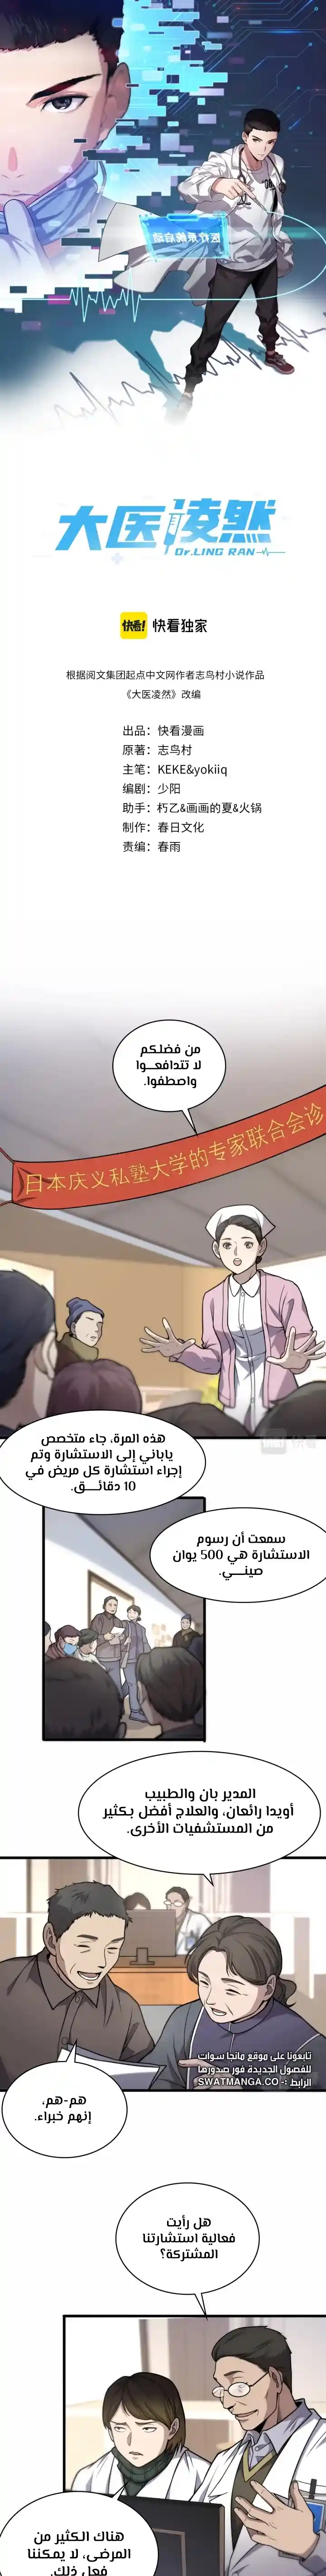 大医凌然
Dr.LING RAN
快看!
快看独家
根据阅文集团起点中文网作者志鸟村小说作品
《大医凌然》改编
出品：快看漫画
原著：志鸟村
主笔：KEKE&yokiiq
编剧：少阳
助手：朽乙&画画的夏&火锅
制作：春日文化
责编：春雨
من فضلكم
لا تتدافعـــوا
واصطفوا.
日本庆义私塾大学的专家联合会诊
快看
هذه المرة، جاء متخصص
ياباني إلى الاستشارة وتم
إجراء استشارة كل مريض في
10 دقائـــــق.
سمعت أن رسوم
الاستشارة هي 500 يوان
صينـــــي.
المدير بان والطبيب
أويدا رائعان، والعلاج أفضل بكثير
من المستشفيات الأخرى.
تابعونا على موقع مانجا سوات
للفصول الجديدة فور صدورها
الرابط :- SWATMANGA.CO
هم-هم،
إنهم خبراء.
هل رأيت
فعالية استشارتنا
المشتركة؟
هناك الكثير من
المرضى، لا يمكننا
فعل ذلك.